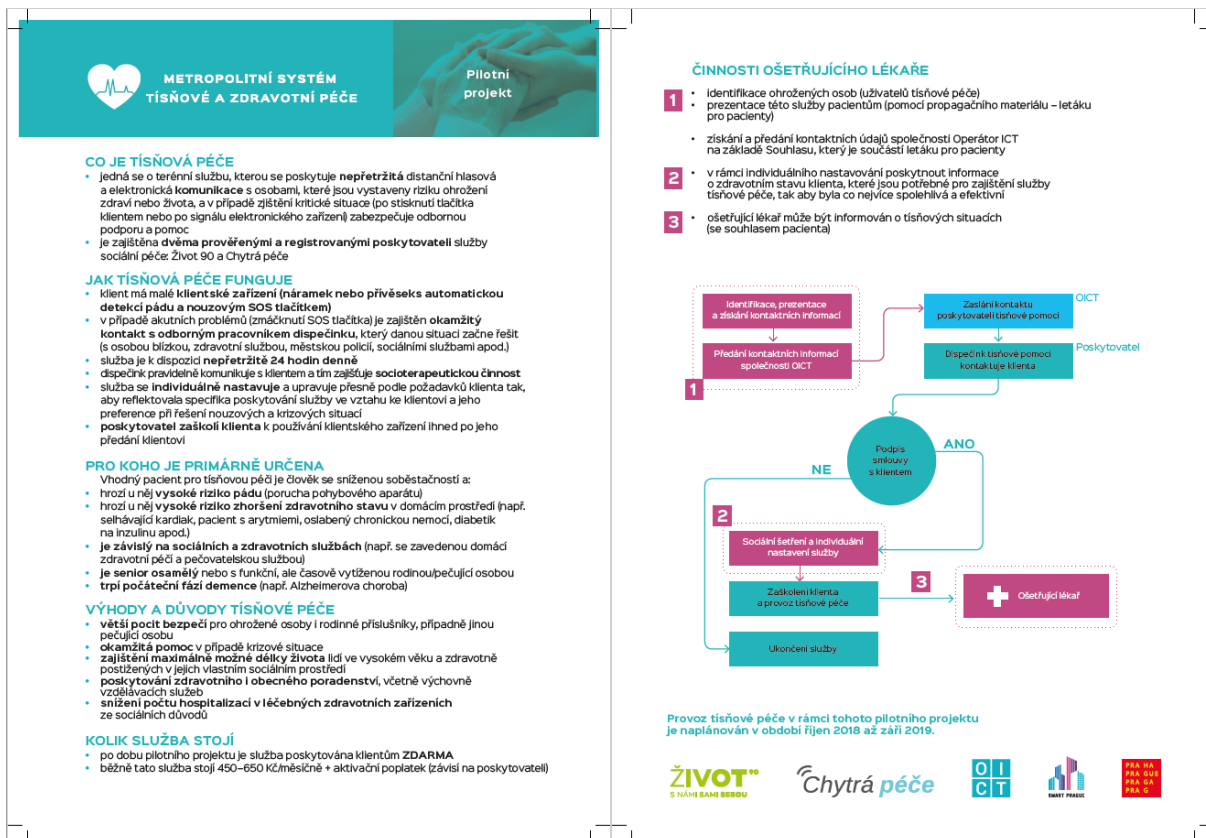 METROPOLITNÍ SYSTÉM
TÍSŇOVÉ A ZDRAVOTNÍ PÉČE
Pilotní
projekt
CO JE TÍSŇOVÁ PÉČE
• jedná se o terénní službu, kterou se poskytuje nepřetržitá distanční hlasová
a elektronická komunikace s osobami, které jsou vystaveny riziku ohrožení
zdraví nebo života, a v případě zjištění kritické situace (po stisknutí tlačítka
klientem nebo po signálu elektronického zařízení) zabezpečuje odbornou
podporu a pomoc
• je zajištěna dvěma prověřenými a registrovanými poskytovateli služby
sociální péče: Život 90 a Chytrá péče
JAK TÍSŇOVÁ PÉČE FUNGUJE
• klient má malé klientské zařízení (náramek nebo přívěseks automatickou
detekcí pádu a nouzovým SOS tlačítkem)
• v případě akutních problémů (zmáčknutí SOS tlačítka) je zajištěn okamžitý
kontakt s odborným pracovníkem dispečinku, který danou situaci začne řešit
(s osobou blízkou, zdravotní službou, městskou policií, sociálními službami apod.)
• služba je k dispozici nepřetržitě 24 hodin denně
• dispečink pravidelně komunikuje s klientem a tím zajišťuje socioterapeutickou činnost
• služba se individuálně nastavuje a upravuje přesně podle požadavků klienta tak,
aby reflektovala specifika poskytování služby ve vztahu ke klientovi a jeho
preference při řešení nouzových a krizových situací
• poskytovatel zaškolí klienta k používání klientského zařízení ihned po jeho
předání klientovi
PRO KOHO JE PRIMÁRNĚ URČENA
Vhodný pacient pro tísňovou péči je člověk se sníženou soběstačností a:
• hrozí u něj vysoké riziko pádu (porucha pohybového aparátu)
• hrozí u něj vysoké riziko zhoršení zdravotního stavu v domácím prostředí (např.
selhávající kardiak, pacient s arytmiemi, oslabený chronickou nemocí, diabetik
na inzulinu apod.)
• je závislý na sociálních a zdravotních službách (např. se zavedenou domácí
zdravotní péčí a pečovatelskou službou)
• je senior osamělý nebo s funkční, ale časově vytíženou rodinou/pečující osobou
• trpí počáteční fází demence (např. Alzheimerova choroba)
VÝHODY A DŮVODY TÍSŇOVÉ PÉČE
• větší pocit bezpečí pro ohrožené osoby i rodinné příslušníky, případně jinou
pečující osobu
• okamžitá pomoc v případě krizové situace
• zajištění maximálně možné délky života lidí ve vysokém věku a zdravotně
postižených v jejich vlastním sociálním prostředí
• poskytování zdravotního i obecného poradenství, včetně výchovně
vzdělávacích služeb
• snížení počtu hospitalizací v léčebných zdravotních zařízeních
ze sociálních důvodů
KOLIK SLUŽBA STOJÍ
• po dobu pilotního projektu je služba poskytována klientům ZDARMA
• běžně tato služba stojí 450–650 Kč/měsíčně + aktivační poplatek (závisí na poskytovateli)
ČINNOSTI OŠETŘUJÍCÍHO LÉKAŘE
1
• identifikace ohrožených osob (uživatelů tísňové péče)
• prezentace této služby pacientům (pomocí propagačního materiálu – letáku
pro pacienty)
• získání a předání kontaktních údajů společnosti Operátor ICT
na základě Souhlasu, který je součástí letáku pro pacienty
2
• v rámci individuálního nastavování poskytnout informace
o zdravotním stavu klienta, které jsou potřebné pro zajištění služby
tísňové péče, tak aby byla co nejvíce spolehlivá a efektivní
3
• ošetřující lékař může být informován o tísňových situacích
(se souhlasem pacienta)
Identifikace, prezentace
a získání kontaktních informací
Předání kontaktních informací
společnosti OICT
1
Zaslání kontaktu
poskytovateli tísňové pomoci
OICT
Dispečink tísňové pomoci
kontaktuje klienta
Poskytovatel
Podpis
smlouvy
s klientem
ANO
NE
2
Sociální šetření a individuální
nastavení služby
Zaškolení klienta
a provoz tísňové péče
3
Ošetřující lékař
Ukončení služby
Provoz tísňové péče v rámci tohoto pilotního projektu
je naplánován v období říjen 2018 až září 2019.
ŽIVOT 90
S NÁMI SAMI SEBOU
Chytrá péče
OI
CT
SMART PRAGUE
PRA HA
PRA GUE
PRA GA
PRA G